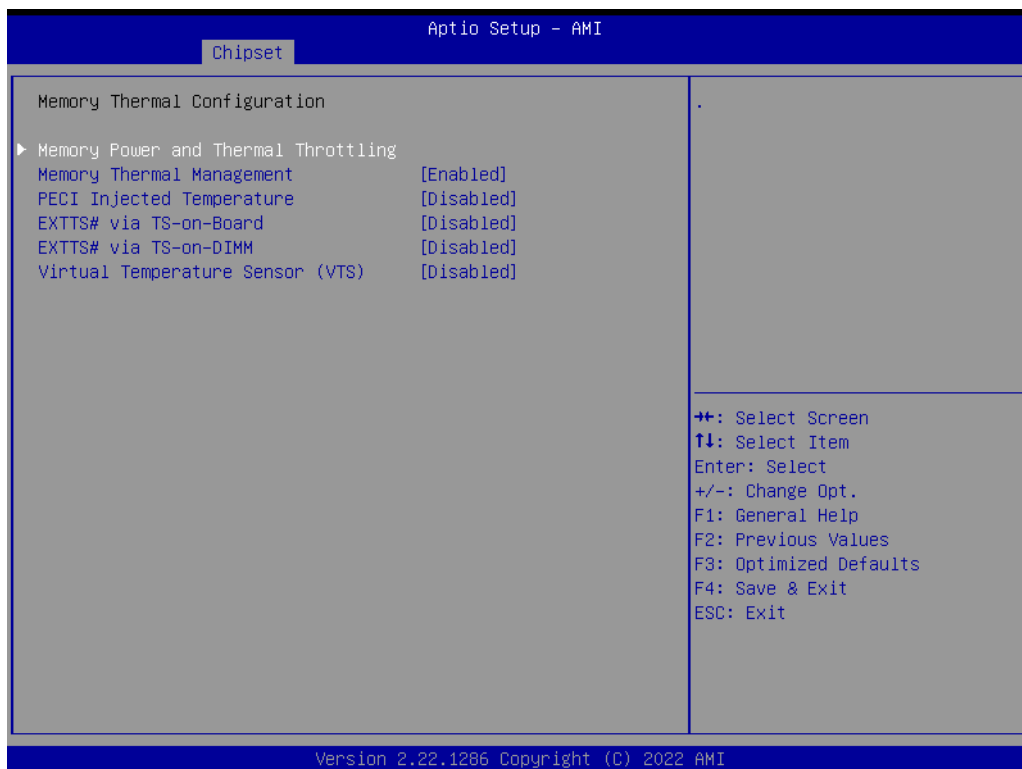 Aptio Setup – AMI
Chipset
Memory Thermal Configuration
▶ Memory Power and Thermal Throttling
Memory Thermal Management [Enabled]
PECI Injected Temperature [Disabled]
EXTTS# via TS-on-Board [Disabled]
EXTTS# via TS-on-DIMM [Disabled]
Virtual Temperature Sensor (VTS) [Disabled]
.
→←: Select Screen
↑↓: Select Item
Enter: Select
+/-: Change Opt.
F1: General Help
F2: Previous Values
F3: Optimized Defaults
F4: Save & Exit
ESC: Exit
Version 2.22.1286 Copyright (C) 2022 AMI